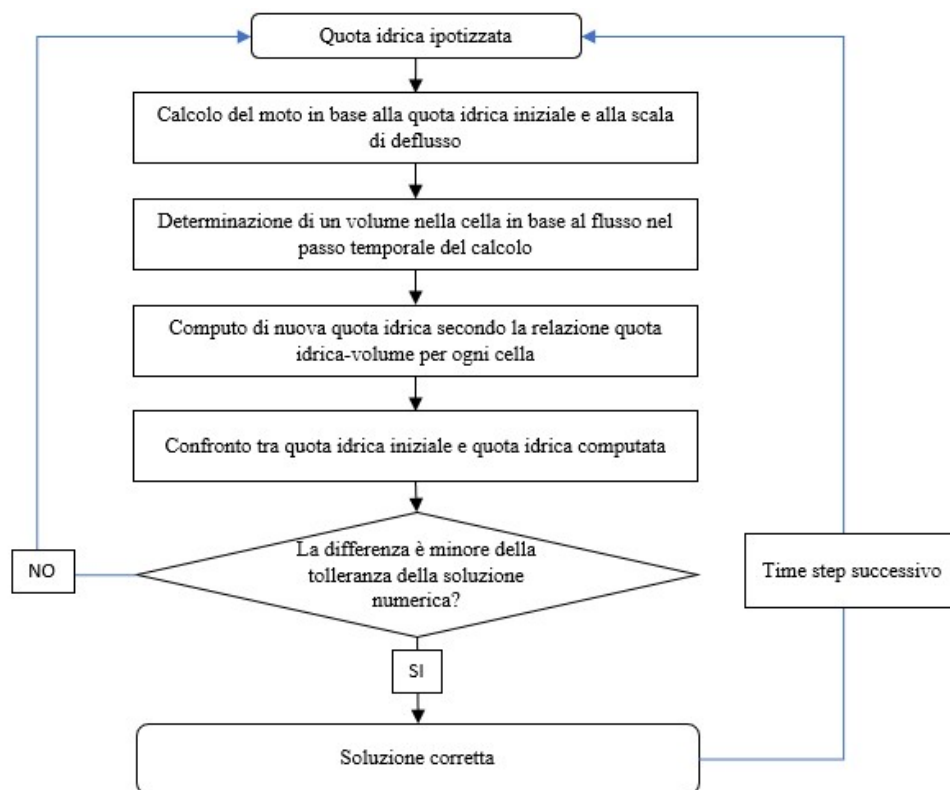 Quota idrica ipotizzata
Calcolo del moto in base alla quota idrica iniziale e alla scala
di deflusso
Determinazione di un volume nella cella in base al flusso nel
passo temporale del calcolo
Computo di nuova quota idrica secondo la relazione quota
idrica-volume per ogni cella
Confronto tra quota idrica iniziale e quota idrica computata
La differenza è minore della
tolleranza della soluzione
numerica?
NO
Time step successivo
SI
Soluzione corretta